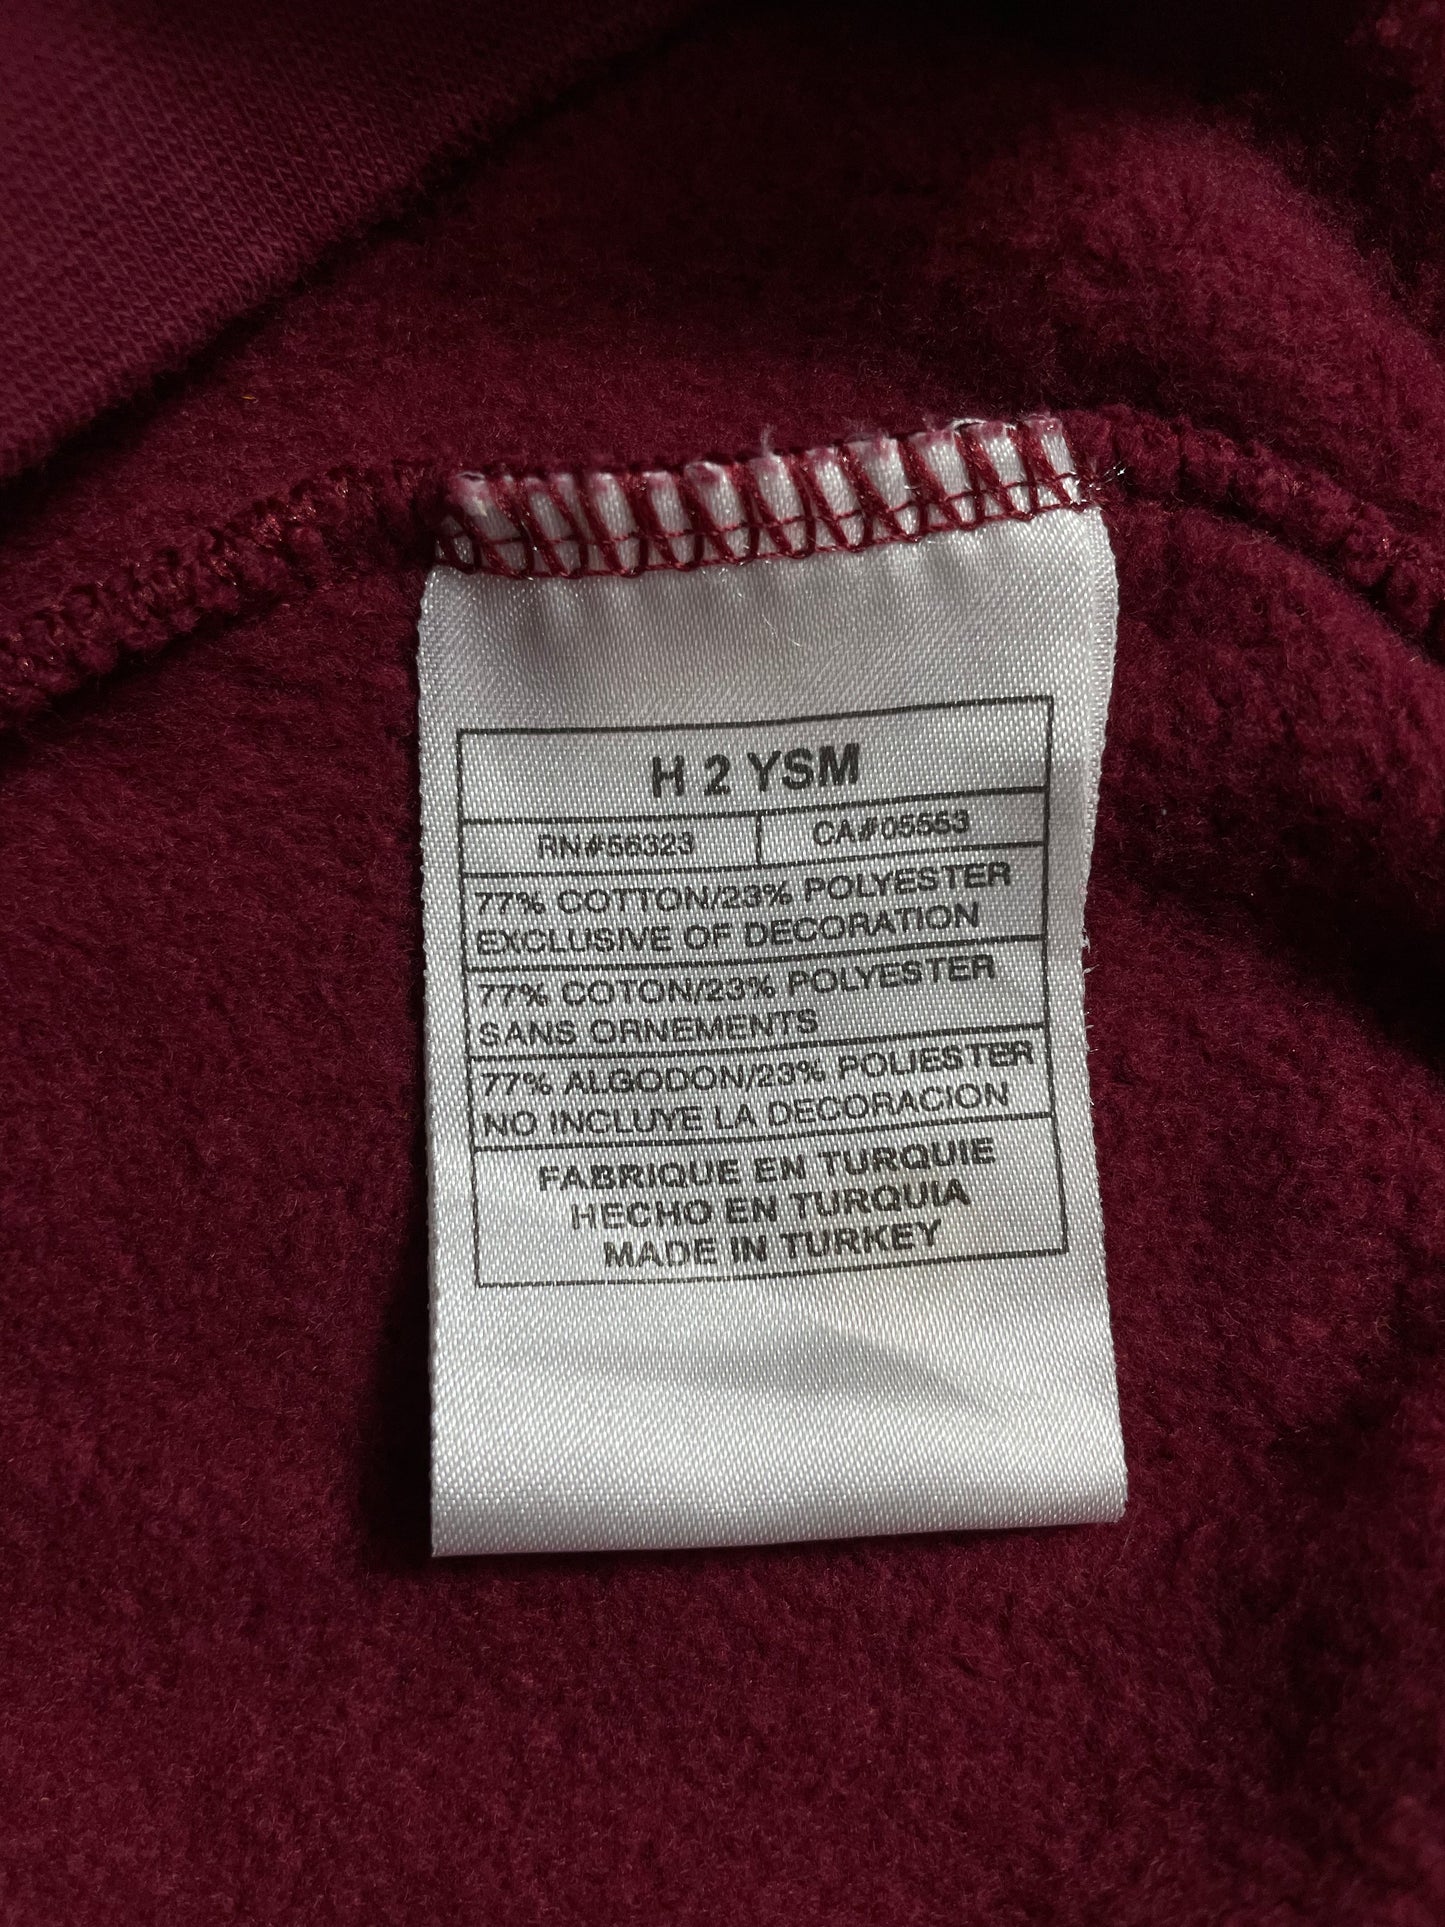 H 2 YSM
RN#56323 CA#05553
77% COTTON/23% POLYESTER
EXCLUSIVE OF DECORATION
77% COTON/23% POLYESTER
SANS ORNEMENTS
77% ALGODON/23% POLIESTER
NO INCLUYE LA DECORACION
FABRIQUE EN TURQUIE
HECHO EN TURQUIA
MADE IN TURKEY